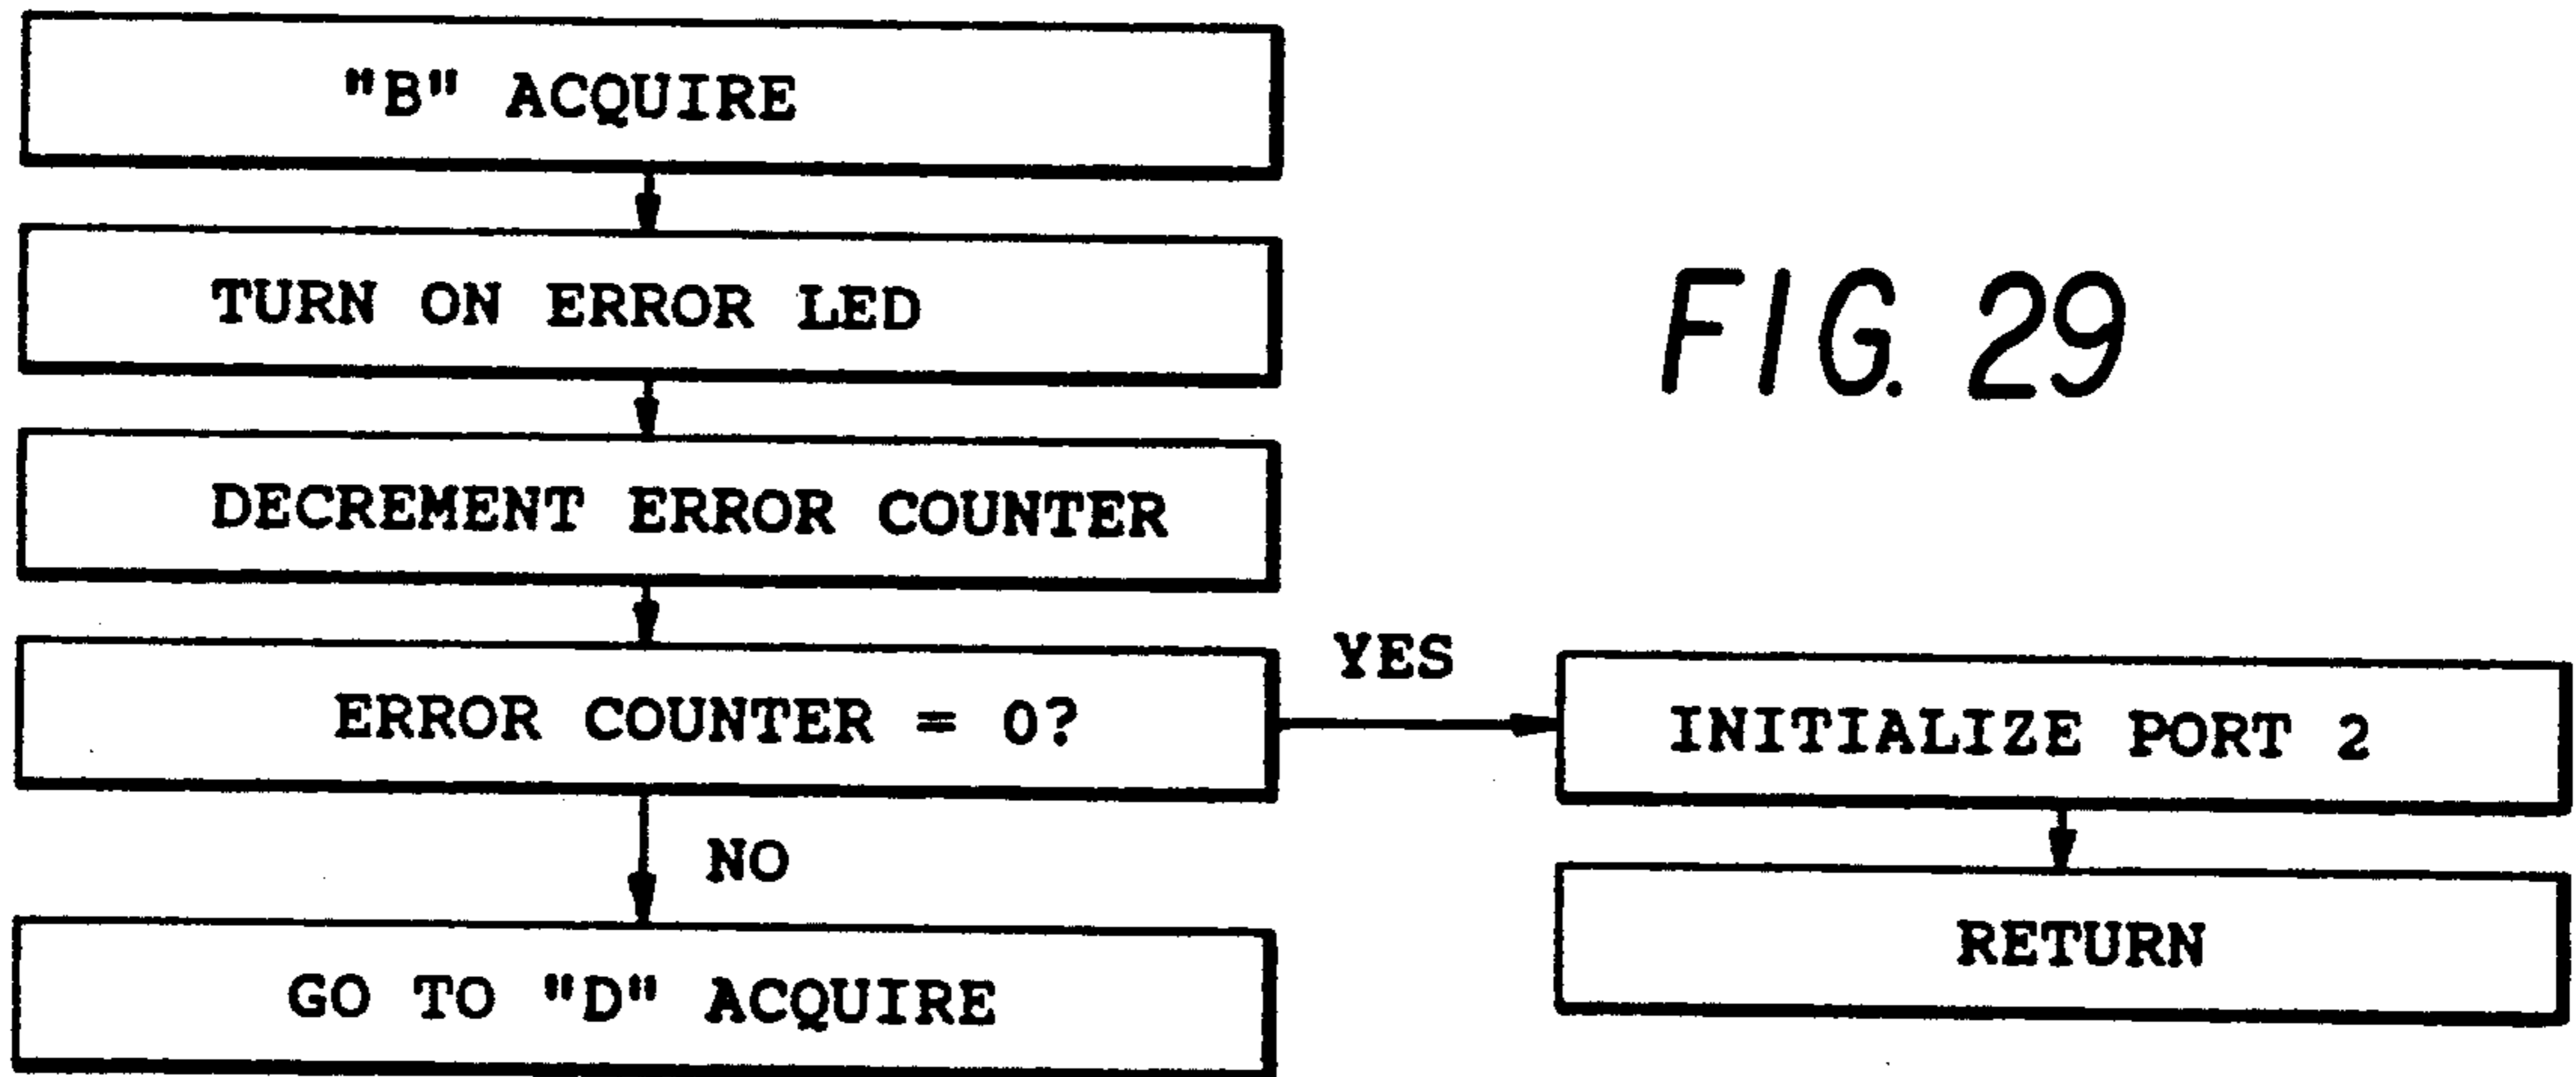 "B" ACQUIRE
TURN ON ERROR LED
FIG. 29
DECREMENT ERROR COUNTER
ERROR COUNTER = 0?
YES
INITIALIZE PORT 2
NO
RETURN
GO TO "D" ACQUIRE